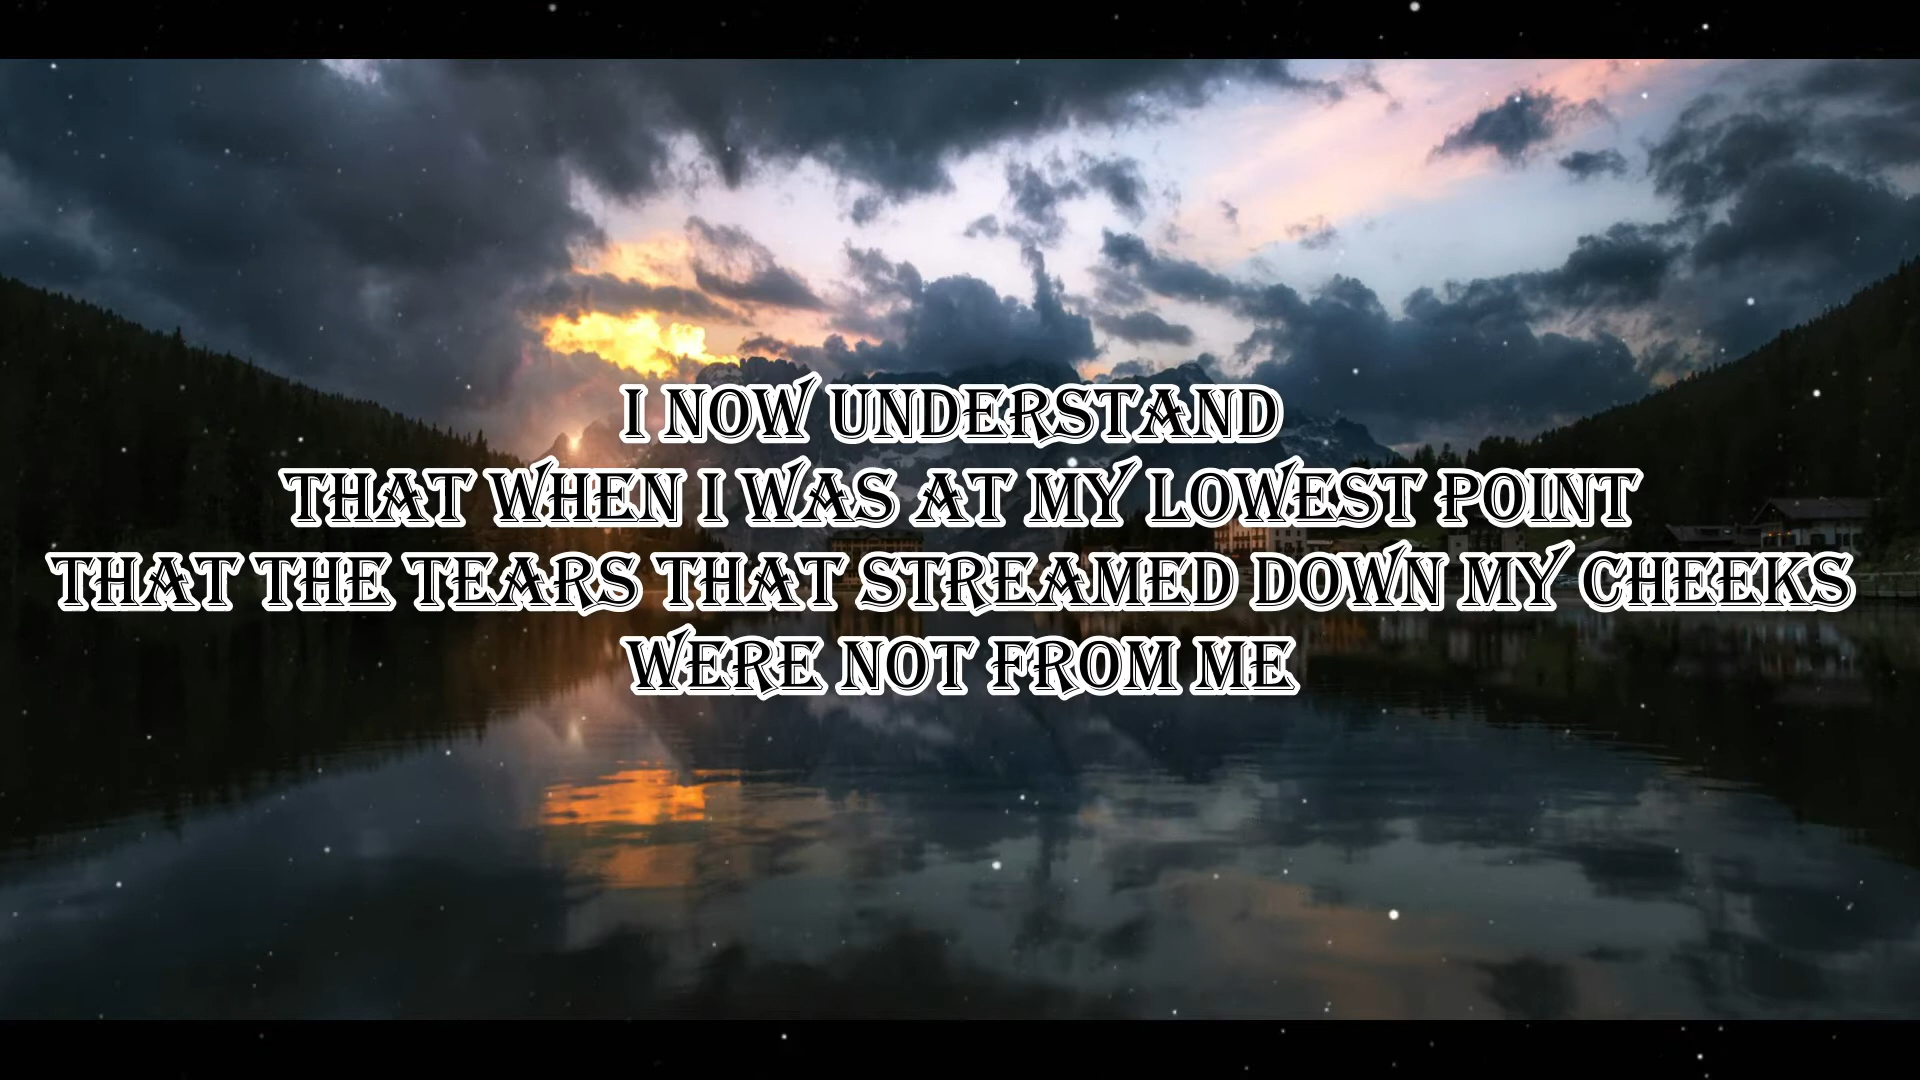 I NOW UNDERSTAND
THAT WHEN I WAS AT MY LOWEST POINT
THAT THE TEARS THAT STREAMED DOWN MY CHEEKS
WERE NOT FROM ME